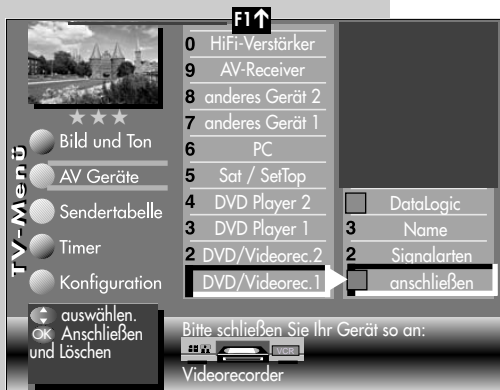 F1↑
TV-Menü
Bild und Ton
AV Geräte
Sendertabelle
Timer
Konfiguration
0 HiFi-Verstärker
9 AV-Receiver
8 anderes Gerät 2
7 anderes Gerät 1
6 PC
5 Sat / SetTop
4 DVD Player 2
3 DVD Player 1
2 DVD/Videorec.2
DVD/Videorec.1
DataLogic
3 Name
2 Signalarten
anschließen
auswählen.
OK Anschließen
und Löschen
Bitte schließen Sie Ihr Gerät so an:
VCR
Videorecorder